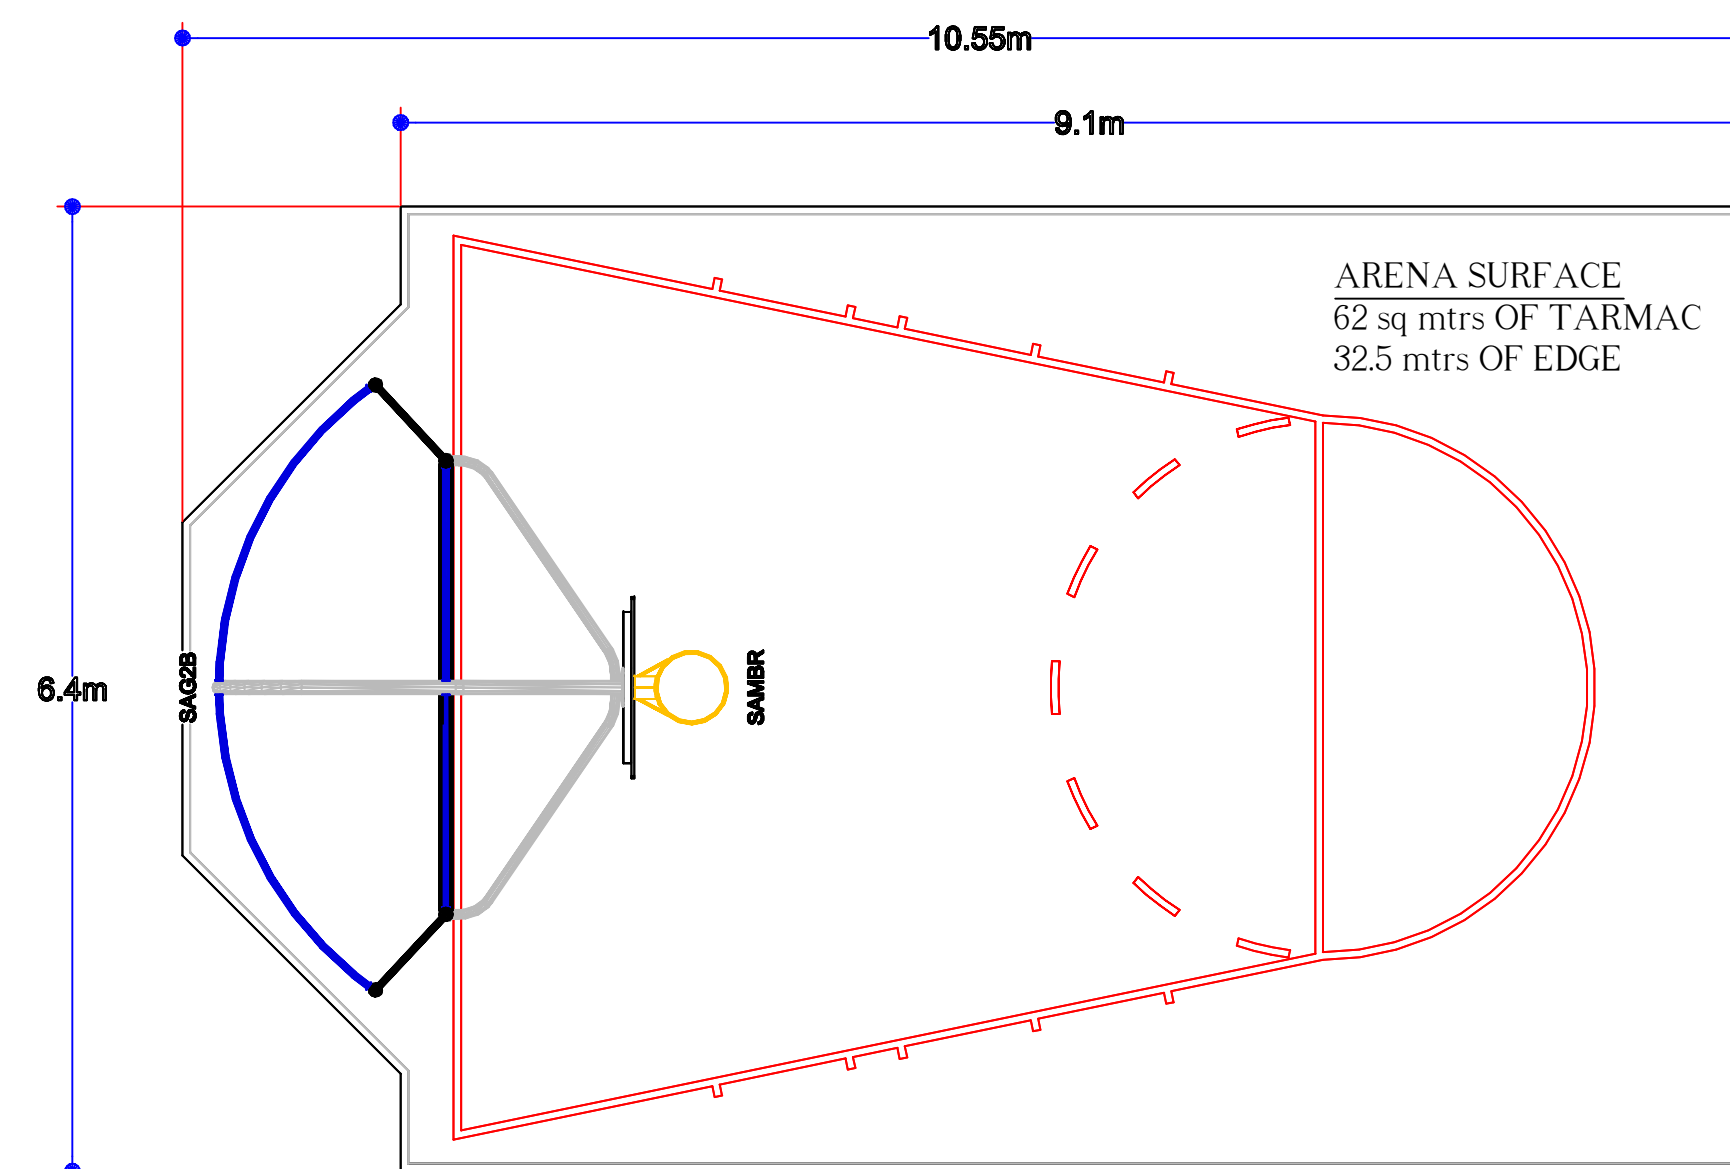 10.55m
9.1m
ARENA SURFACE
62 sq mtrs OF TARMAC
32.5 mtrs OF EDGE
6.4m
SAG2B
SAMBR